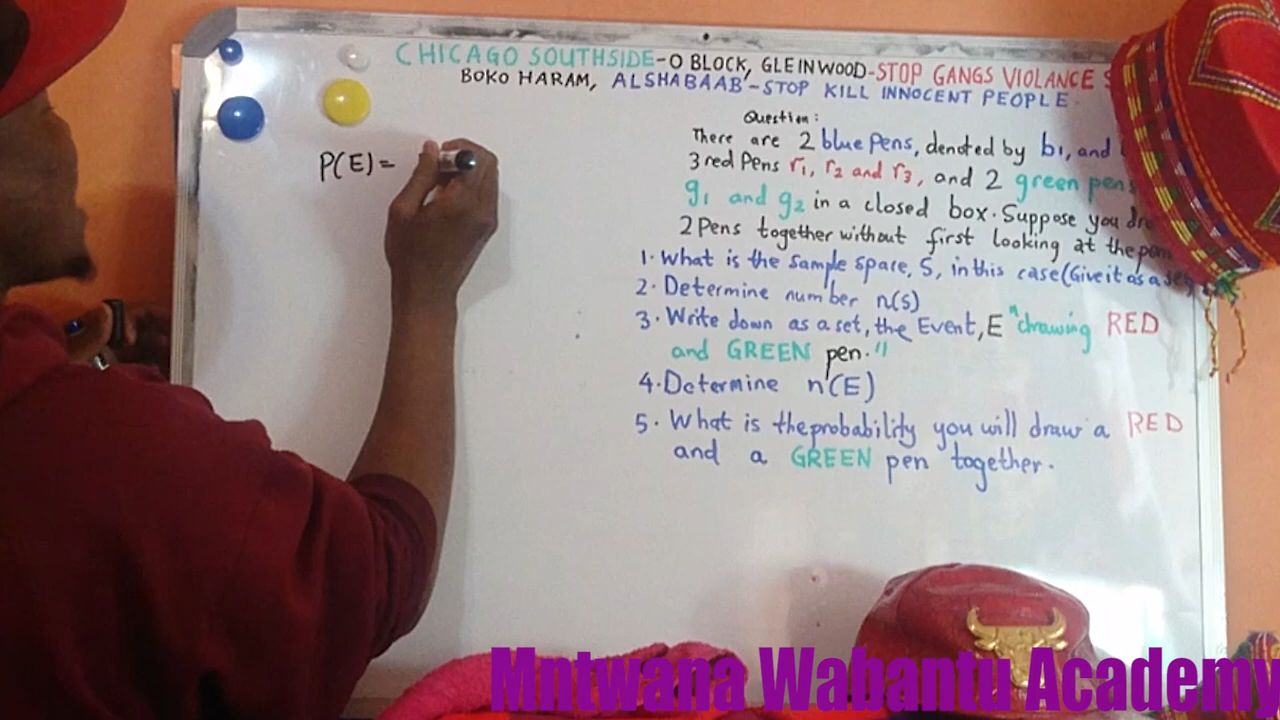 CHICAGO SOUTHSIDE-O BLOCK, GLEINWOOD-STOP GANGS VIOLANCE
BOKO HARAM, ALSHABAAB-STOP KILL INNOCENT PEOPLE.
Question:
There are 2 blue Pens, denoted by b1, and
3 red Pens r1, r2 and r3, and 2 green pens
g1 and g2 in a closed box. Suppose you
2 Pens together without first looking at the
1. What is the sample space, S, in this case (Give it as a set
2. Determine number n(s)
3. Write down as a set, the Event, E "drawing RED
and GREEN pen."
4. Determine n(E)
5. What is the probability you will draw a RED
and a GREEN pen together.
P(E)=
Mntwana Wabantu Academy